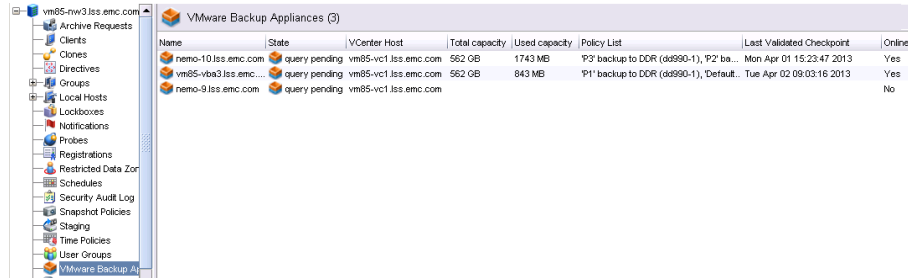 vm85-nw3.lss.emc.com
Archive Requests
Clients
Clones
Directives
Groups
Local Hosts
Lockboxes
Notifications
Probes
Registrations
Restricted Data Zor
Schedules
Security Audit Log
Snapshot Policies
Staging
Time Policies
User Groups
VMware Backup Ap
VMware Backup Appliances (3)
Name State VCenter Host Total capacity Used capacity Policy List Last Validated Checkpoint Online
nemo-10.lss.emc.com query pending vm85-vc1.lss.emc.com 562 GB 1743 MB 'P3' backup to DDR (dd990-1), 'P2' ba... Mon Apr 01 15:23:47 2013 Yes
vm85-vba3.lss.emc.... query pending vm85-vc1.lss.emc.com 562 GB 843 MB 'P1' backup to DDR (dd990-1), 'Default... Tue Apr 02 09:03:16 2013 Yes
nemo-9.lss.emc.com query pending vm85-vc1.lss.emc.com No